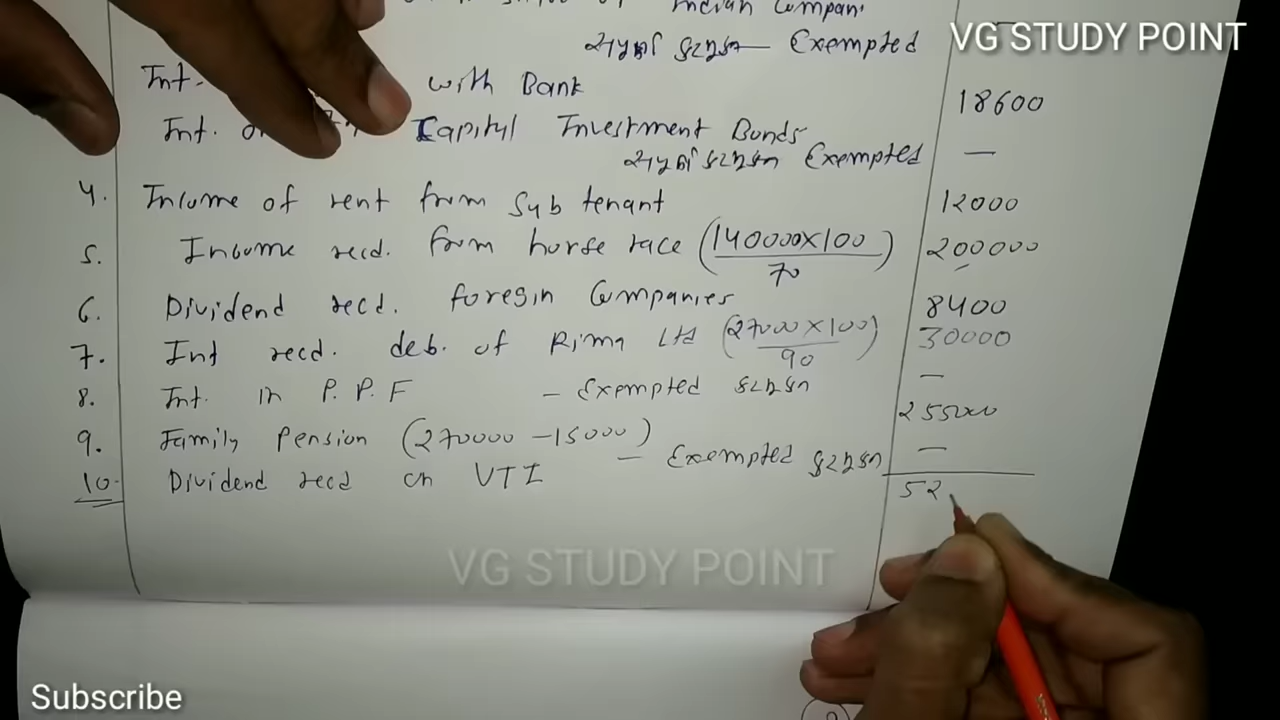 Indian Compan
VG STUDY POINT
Exempted
Int. with Bank 18600
Int. Capital Investment Bonds
Exempted —
4. Income of rent from Sub tenant 12000
5. Income recd. from horse race (140000×100/70) 200000
6. Dividend recd. foregin Companies 8400
7. Int recd. deb. of Rima Ltd (27000×100/90) 30000
8. Int. in P.P.F — Exempted —
9. Family Pension (270000 – 15000) 255000
10. Dividend recd on UTI — Exempted —
52
VG STUDY POINT
Subscribe